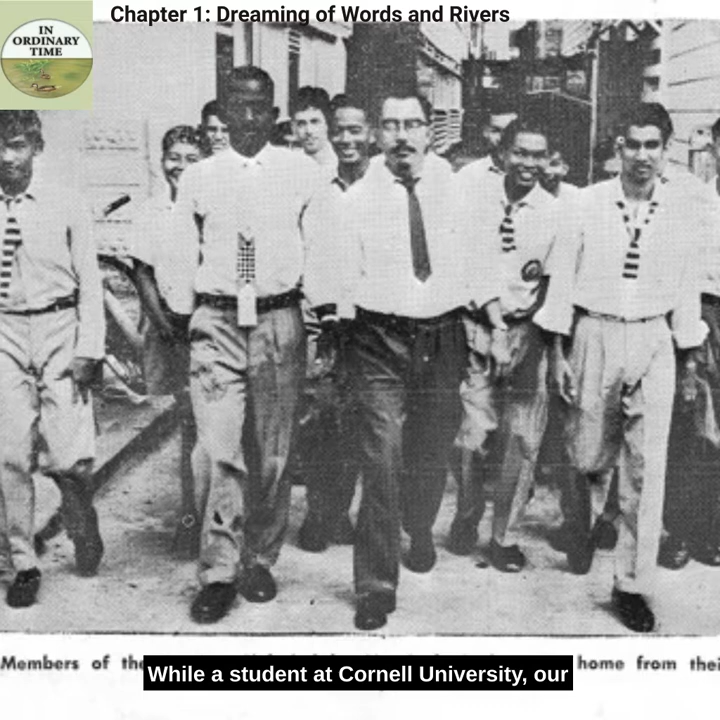 Chapter 1: Dreaming of Words and Rivers
IN
ORDINARY
TIME
Members of the
home from thei
While a student at Cornell University, our